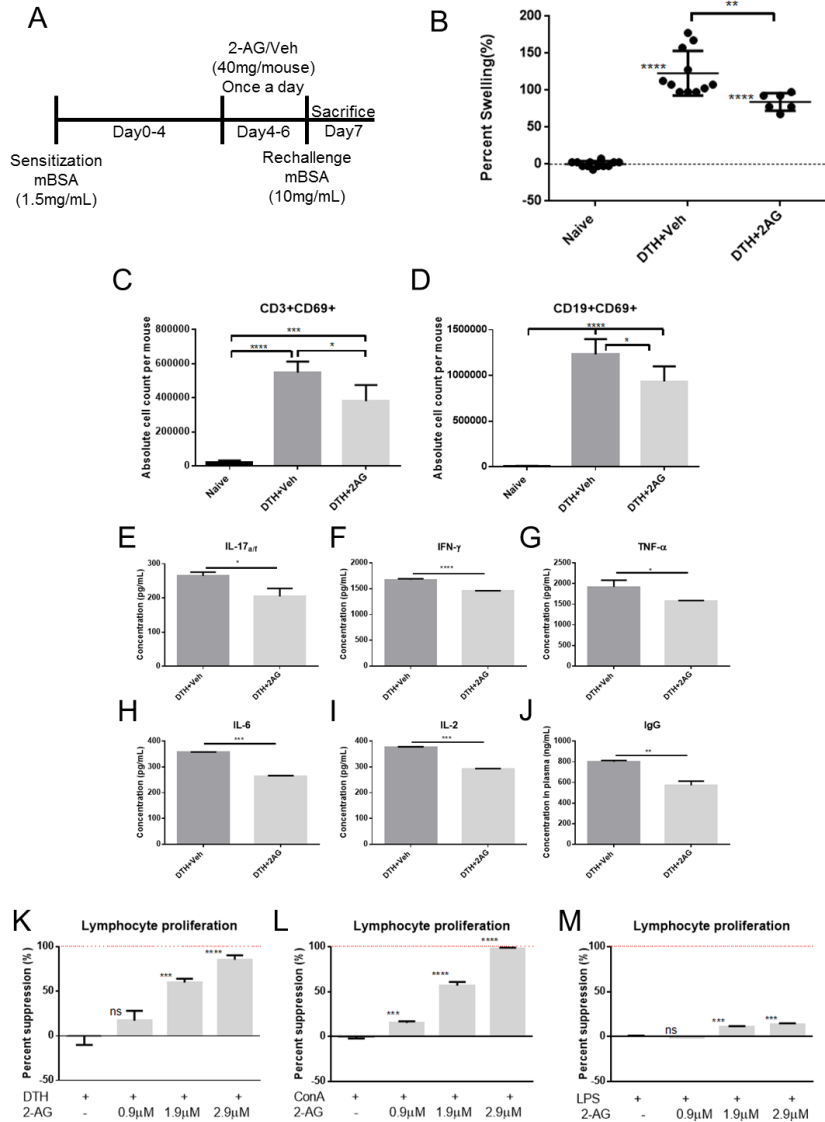 A
2-AG/Veh
(40mg/mouse)
Once a day
Sacrifice
Day0-4
Day4-6
Day7
Sensitization
mBSA
(1.5mg/mL)
Rechallenge
mBSA
(10mg/mL)
B
Percent Swelling(%)
200
150
100
50
0
-50
**
****
****
Naive
DTH+Veh
DTH+2AG
C
CD3+CD69+
Absolute cell count per mouse
800000
600000
400000
200000
0
***
****
*
Naive
DTH+Veh
DTH+2AG
D
CD19+CD69+
Absolute cell count per mouse
1500000
1000000
500000
0
****
*
Naive
DTH+Veh
DTH+2AG
E
IL-17a/f
Concentration (pg/mL)
300
200
100
0
*
DTH+Veh
DTH+2AG
F
IFN-γ
Concentration (pg/mL)
2000
1500
1000
500
0
****
DTH+Veh
DTH+2AG
G
TNF-α
Concentration (pg/mL)
2500
2000
1500
1000
500
0
*
DTH+Veh
DTH+2AG
H
IL-6
Concentration (pg/mL)
400
300
200
100
0
***
DTH+Veh
DTH+2AG
I
IL-2
Concentration (pg/mL)
400
300
200
100
0
***
DTH+Veh
DTH+2AG
J
IgG
Concentration in plasma (ng/mL)
1000
800
600
400
200
0
**
DTH+Veh
DTH+2AG
K
Lymphocyte proliferation
Percent suppression (%)
100
50
0
-50
ns
***
****
DTH + + + +
2-AG - 0.9μM 1.9μM 2.9μM
L
Lymphocyte proliferation
Percent suppression (%)
100
50
0
-50
***
****
****
ConA + + + +
2-AG - 0.9μM 1.9μM 2.9μM
M
Lymphocyte proliferation
Percent suppression (%)
100
50
0
-50
ns
***
***
LPS + + + +
2-AG - 0.9μM 1.9μM 2.9μM